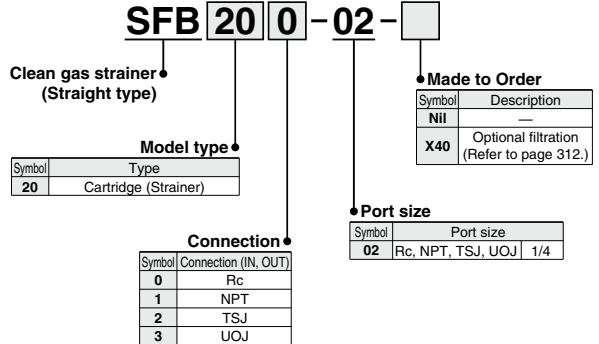 SFB 20 0 - 02 -
Clean gas strainer
(Straight type)
Made to Order
Symbol Description
Nil —
X40 Optional filtration
(Refer to page 312.)
Model type
Symbol Type
20 Cartridge (Strainer)
Port size
Symbol Port size
02 Rc, NPT, TSJ, UOJ 1/4
Connection
Symbol Connection (IN, OUT)
0 Rc
1 NPT
2 TSJ
3 UOJ